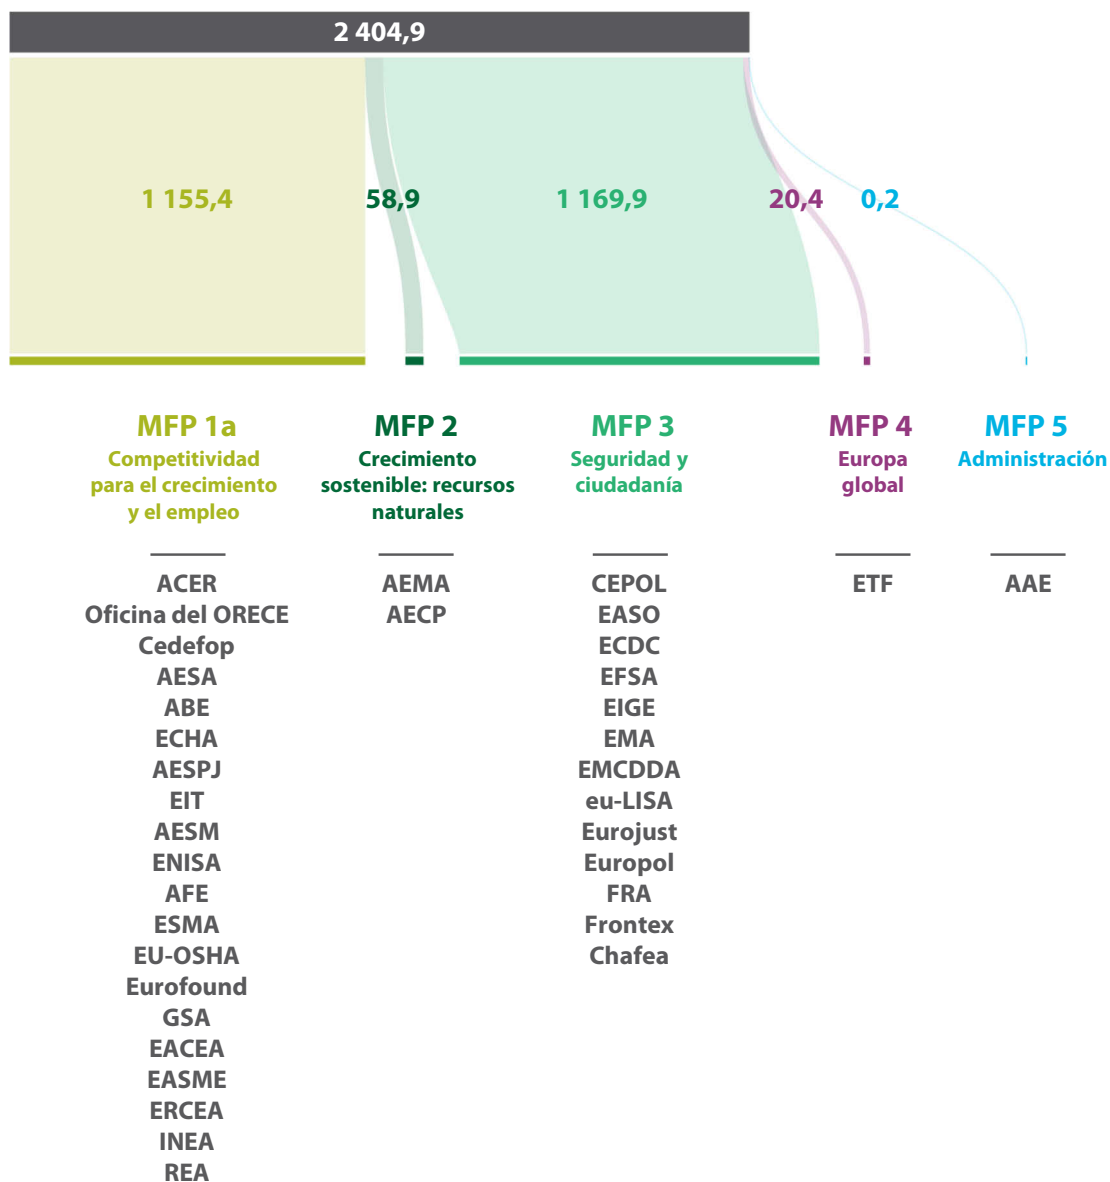 2 404,9
1 155,4
58,9
1 169,9
20,4
0,2
MFP 1a
Competitividad
para el crecimiento
y el empleo
ACER
Oficina del ORECE
Cedefop
AESA
ABE
ECHA
AESPJ
EIT
AESM
ENISA
AFE
ESMA
EU-OSHA
Eurofound
GSA
EACEA
EASME
ERCEA
INEA
REA
MFP 2
Crecimiento
sostenible: recursos
naturales
AEMA
AECP
MFP 3
Seguridad y
ciudadanía
CEPOL
EASO
ECDC
EFSA
EIGE
EMA
EMCDDA
eu-LISA
Eurojust
Europol
FRA
Frontex
Chafea
MFP 4
Europa
global
ETF
MFP 5
Administración
AAE